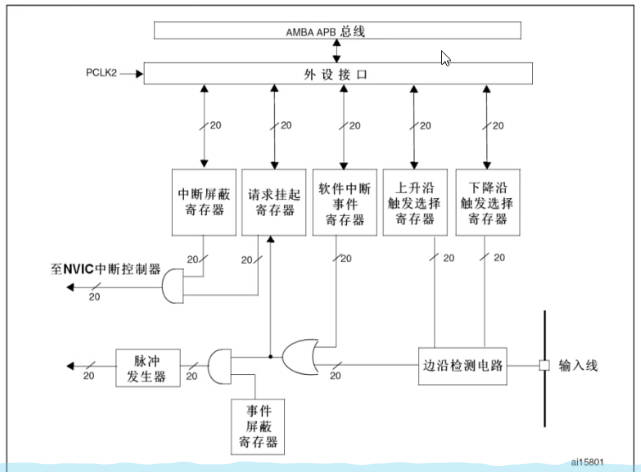 AMBA APB 总线
PCLK2
外设接口
20
20
20
20
20
中断屏蔽
寄存器
请求挂起
寄存器
软件中断
事件
寄存器
上升沿
触发选择
寄存器
下降沿
触发选择
寄存器
20
20
20
20
20
至NVIC中断控制器
20
脉冲
发生器
20
20
20
边沿检测电路
输入线
事件
屏蔽
寄存器
ai15801